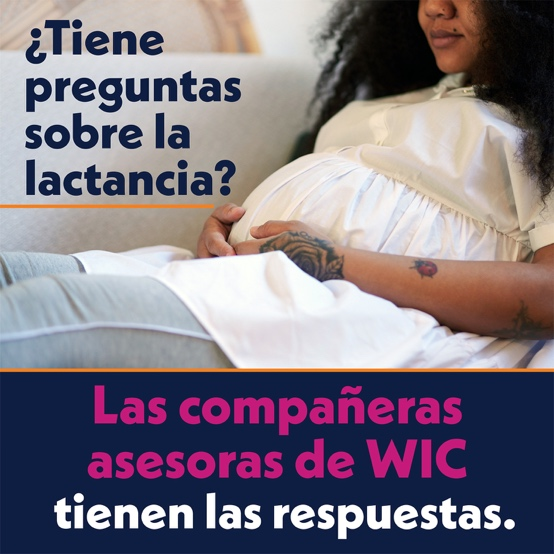 ¿Tiene
preguntas
sobre la
lactancia?
Las compañeras
asesoras de WIC
tienen las respuestas.